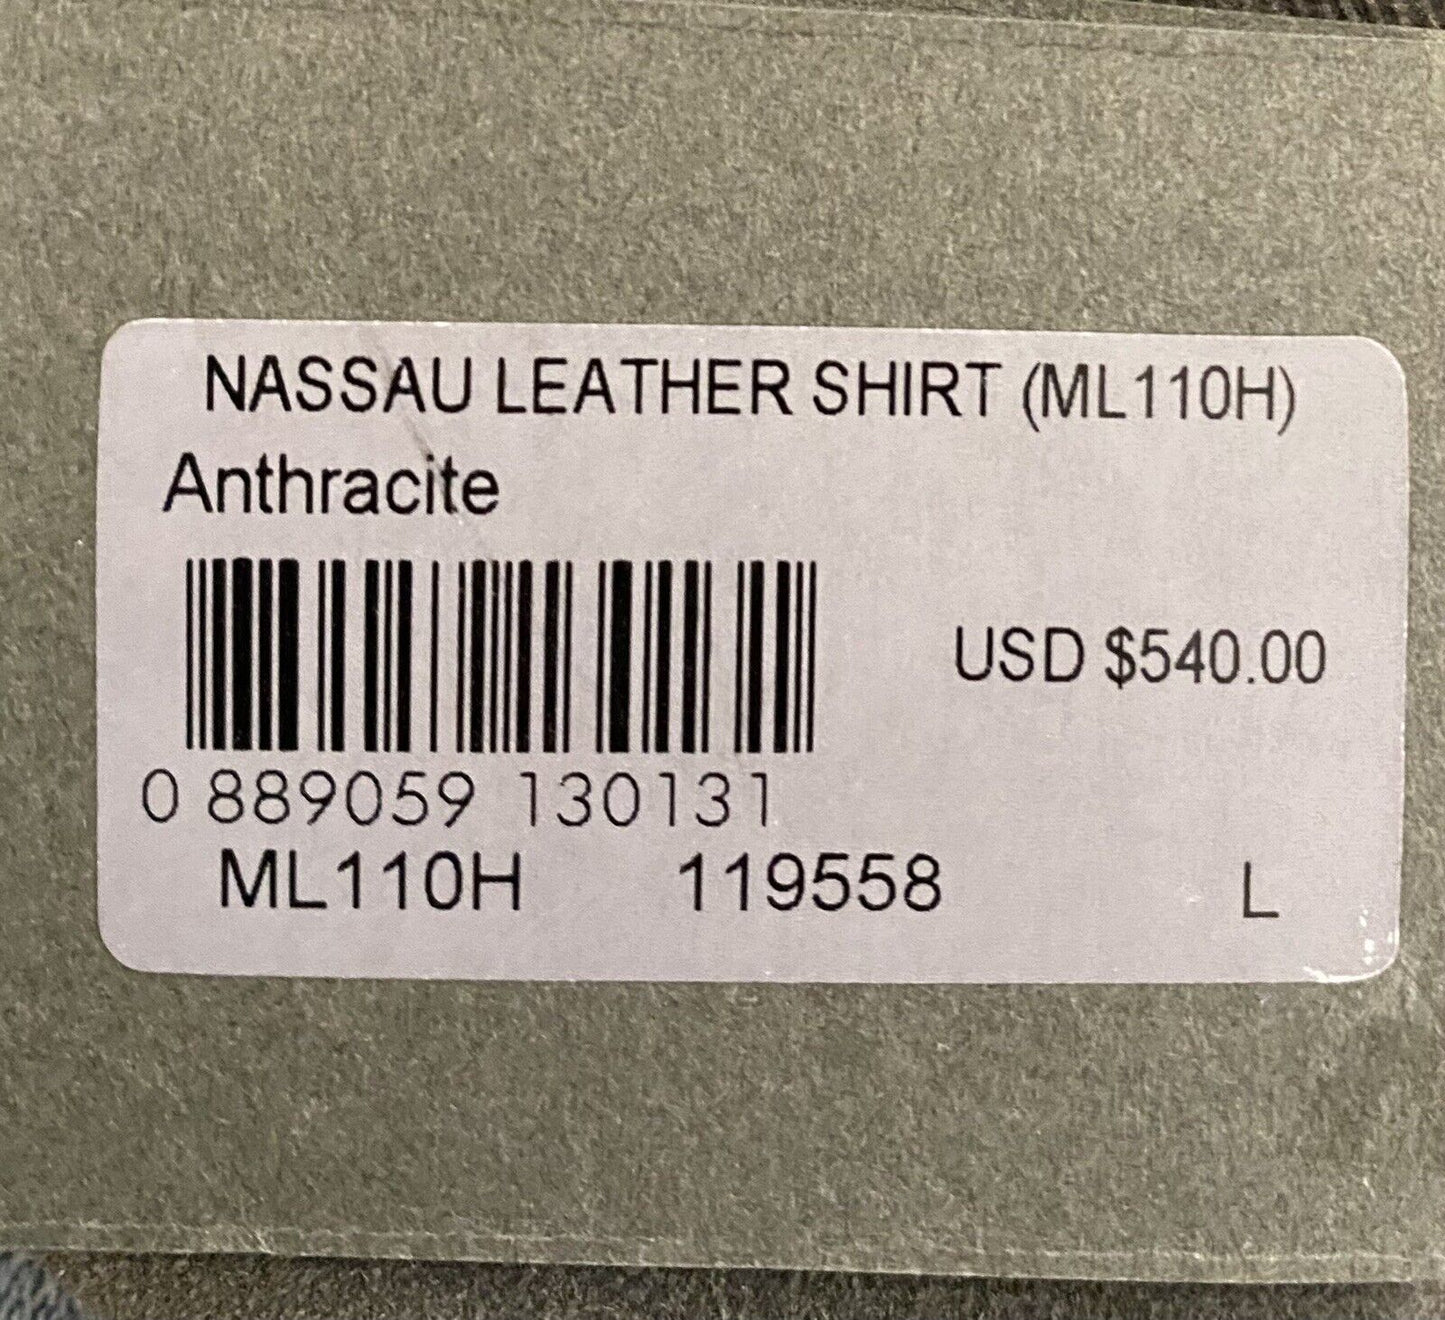 NASSAU LEATHER SHIRT (ML110H)
Anthracite
USD $540.00
0 889059 130131
ML110H 119558 L